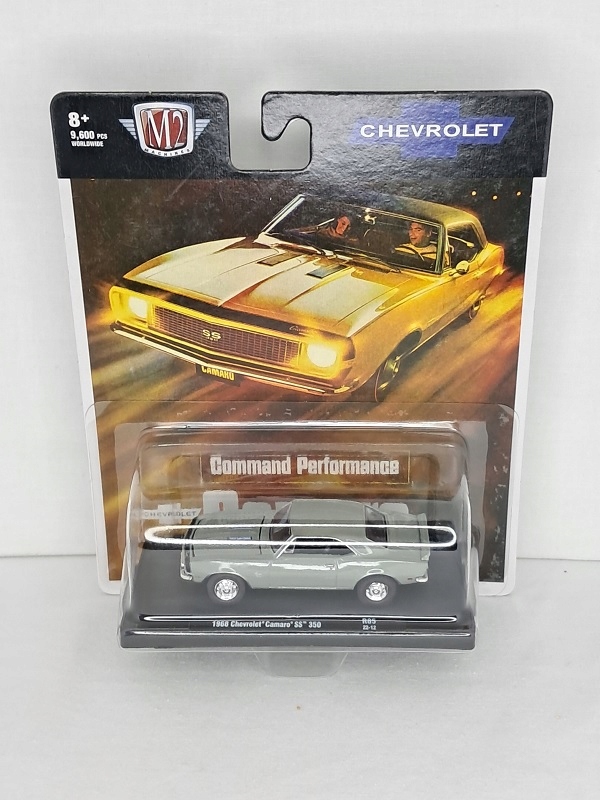 8+
9,600 PCS
WORLDWIDE
M2
MACHINES
CHEVROLET
SS
CAMARO
Command Performance
CHEVROLET
1968 Chevrolet® Camaro® SS™ 350
R85
22-12